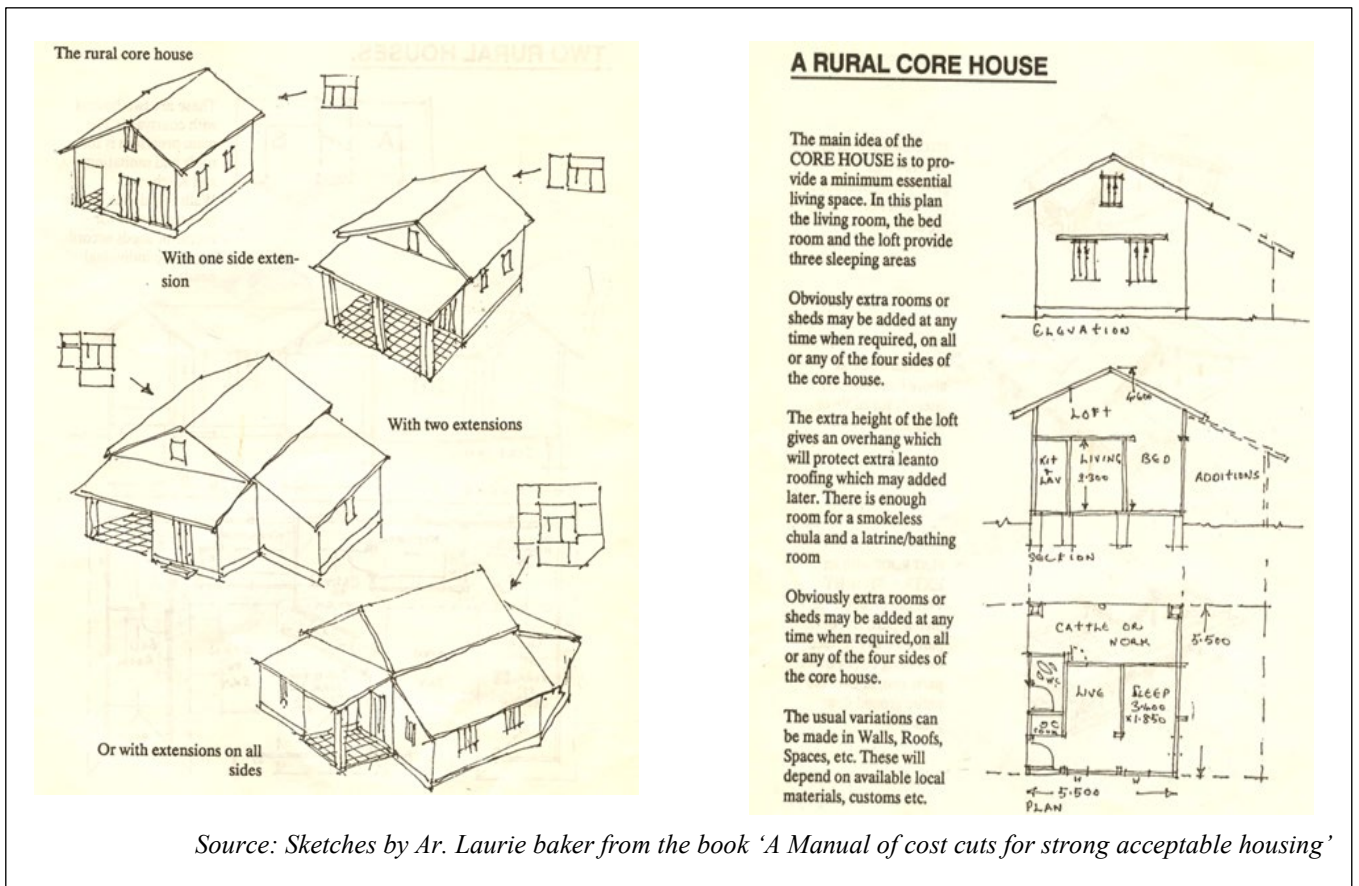 The rural core house
With one side exten-
sion
With two extensions
Or with extensions on all
sides
A RURAL CORE HOUSE
The main idea of the
CORE HOUSE is to pro-
vide a minimum essential
living space. In this plan
the living room, the bed
room and the loft provide
three sleeping areas
Obviously extra rooms or
sheds may be added at any
time when required, on all
or any of the four sides of
the core house.
The extra height of the loft
gives an overhang which
will protect extra leanto
roofing which may added
later. There is enough
room for a smokeless
chula and a latrine/bathing
room
Obviously extra rooms or
sheds may be added at any
time when required,on all
or any of the four sides of
the core house.
The usual variations can
be made in Walls, Roofs,
Spaces, etc. These will
depend on available local
materials, customs etc.
ELEVATION
4.600
LOFT
KIT
LAV
LIVING
BED
ADDITIONS
SECTION
CATTLE OR
WORK
5.500
LIVE
SLEEP
3.600
x1.850
5.500
PLAN
Source: Sketches by Ar. Laurie baker from the book ‘A Manual of cost cuts for strong acceptable housing’